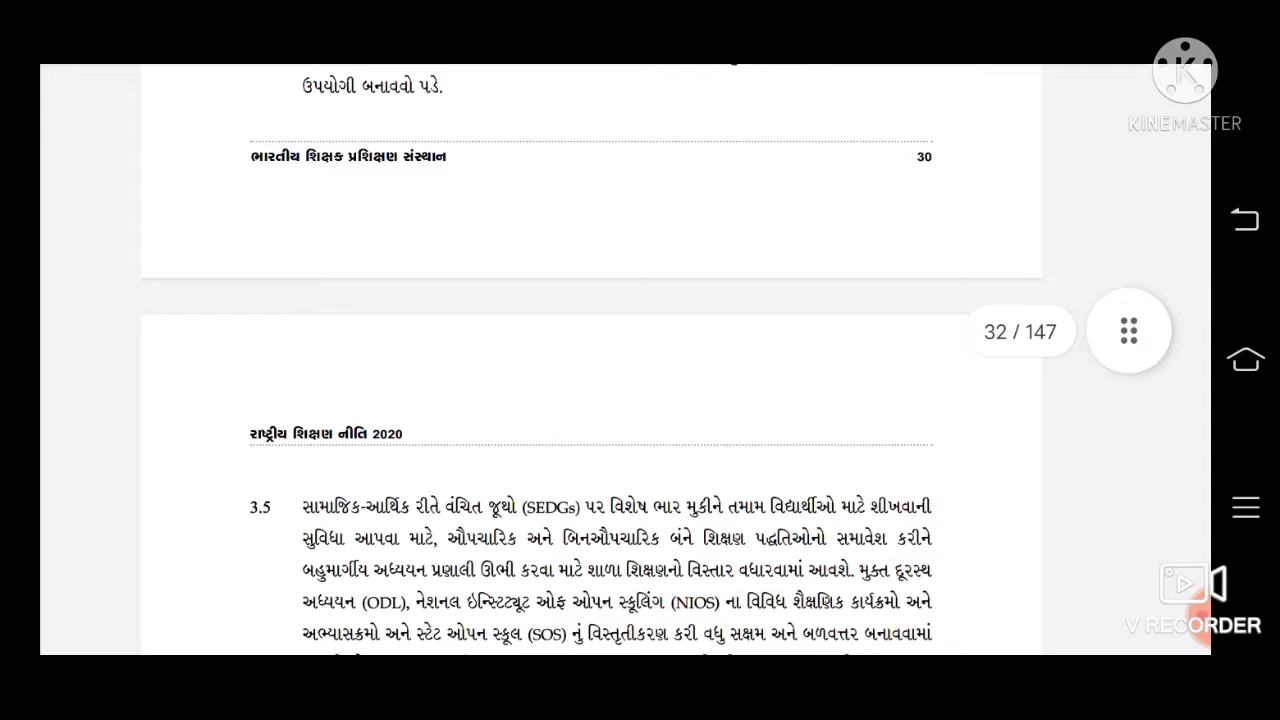 ઉપયોગી બનાવવો પડે.
KINEMASTER
ભારતીય શિક્ષક પ્રશિક્ષણ સંસ્થાન 30
32 / 147
રાષ્ટ્રીય શિક્ષણ નીતિ 2020
3.5 સામાજિક-આર્થિક રીતે વંચિત જૂથો (SEDGs) પર વિશેષ ભાર મુકીને તમામ વિદ્યાર્થીઓ માટે શીખવાની
સુવિધા આપવા માટે, ઔપચારિક અને બિનઔપચારિક બંને શિક્ષણ પદ્ધતિઓનો સમાવેશ કરીને
બહુમાર્ગીય અધ્યયન પ્રણાલી ઊભી કરવા માટે શાળા શિક્ષણનો વિસ્તાર વધારવામાં આવશે. મુક્ત દૂરસ્થ
અધ્યયન (ODL), નેશનલ ઇન્સ્ટિટ્યૂટ ઓફ ઓપન સ્કૂલિંગ (NIOS) ના વિવિધ શૈક્ષણિક કાર્યક્રમો અને
અભ્યાસક્રમો અને સ્ટેટ ઓપન સ્કૂલ (SOS) નું વિસ્તૃતીકરણ કરી વધુ સક્ષમ અને બળવત્તર બનાવવામાં
V RECORDER